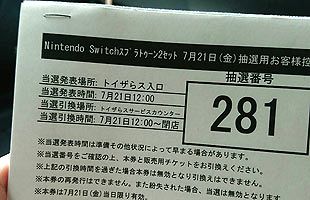 Nintendo Switchｽﾌﾟﾗﾄｩｰﾝ2セット 7月21日(金)抽選用お客様控
抽選番号
281
当選発表場所: トイザらス入口
当選発表時間: 7月21日12:00
当選引換場所: トイザらスサービスカウンター
当選引換時間: 7月21日12:00～閉店
※当選発表時間は準備その他状況によって早まる場合があります。
※当選番号をご確認の上、本券と販売用チケットをお引換えください。
※上記の引換時間を過ぎた場合本券は無効となり引換えはできません。
※本券の再発行はできません。また紛失された場合、当選は無効となります
※本券は7月21日(金)当日限り有効。